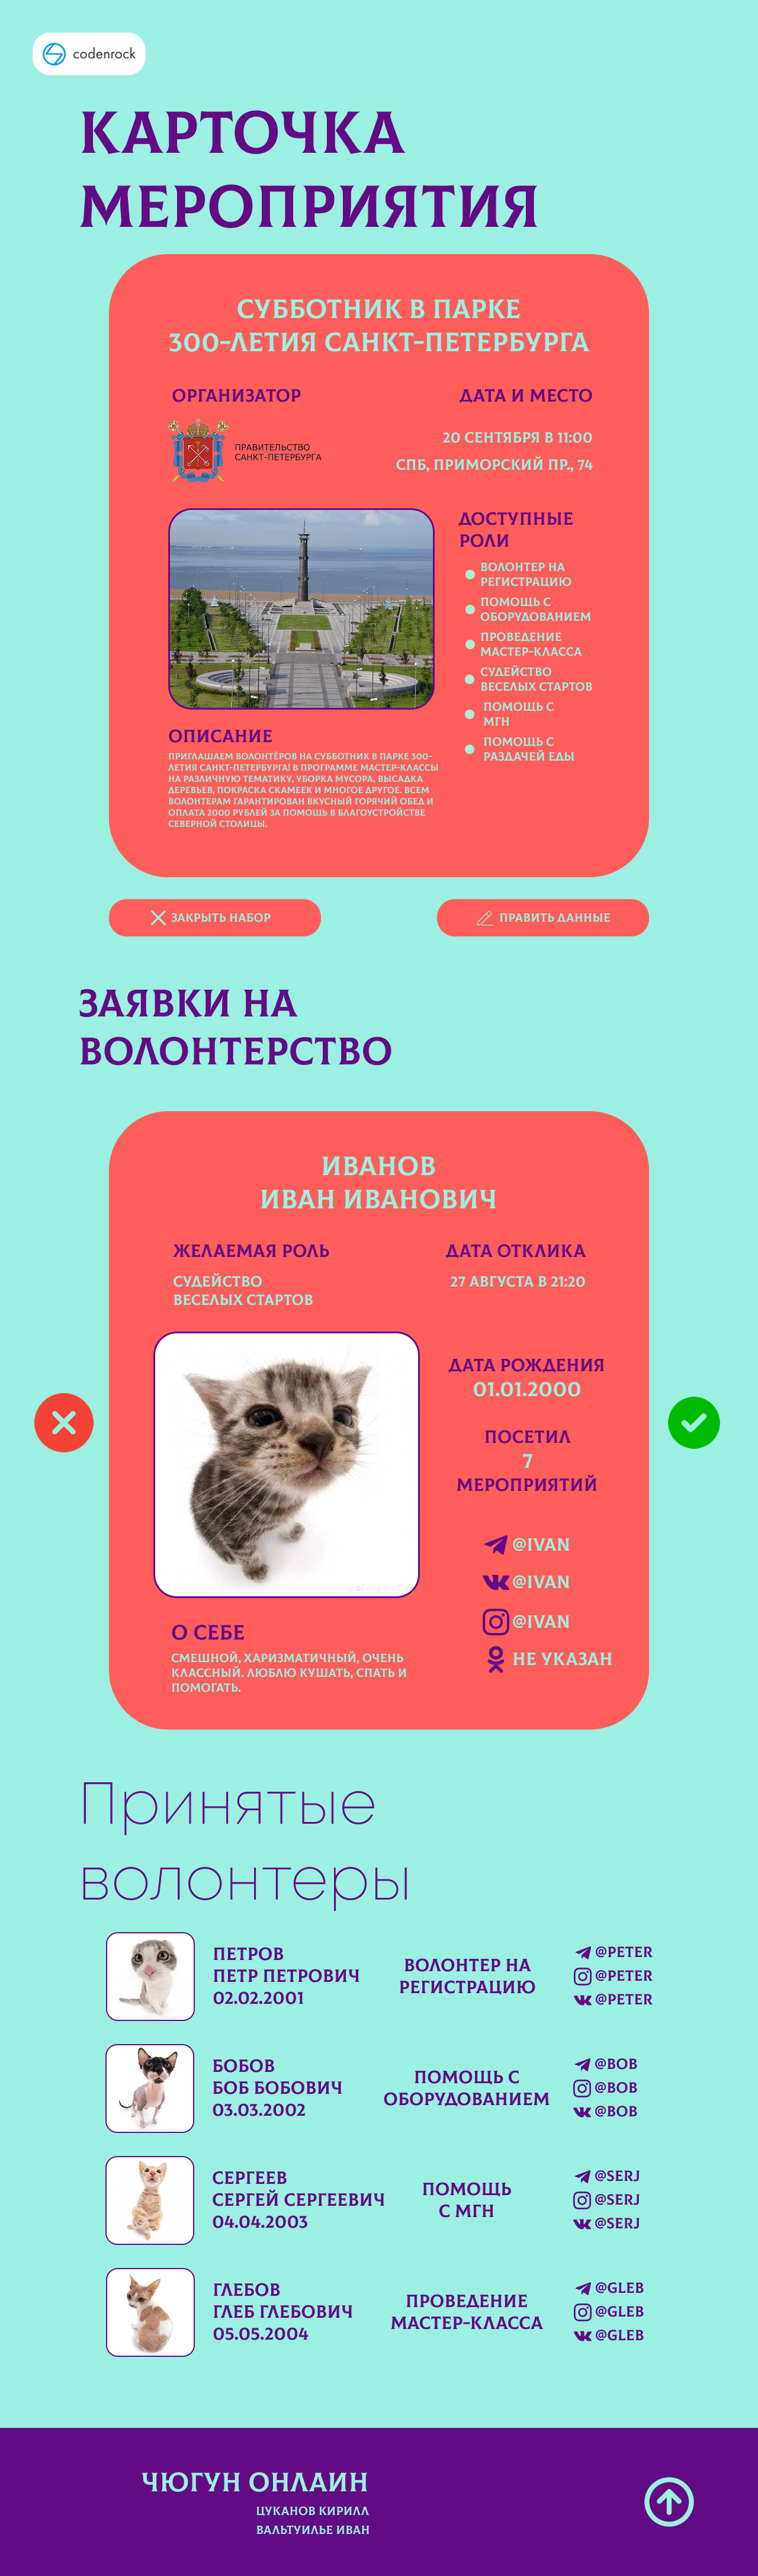 codenrock
КАРТОЧКА
МЕРОПРИЯТИЯ
СУББОТНИК В ПАРКЕ
300-ЛЕТИЯ САНКТ-ПЕТЕРБУРГА
ОРГАНИЗАТОР
ПРАВИТЕЛЬСТВО
САНКТ-ПЕТЕРБУРГА
ДАТА И МЕСТО
20 СЕНТЯБРЯ В 11:00
СПБ, ПРИМОРСКИЙ ПР., 74
ДОСТУПНЫЕ
РОЛИ
ВОЛОНТЕР НА
РЕГИСТРАЦИЮ
ПОМОЩЬ С
ОБОРУДОВАНИЕМ
ПРОВЕДЕНИЕ
МАСТЕР-КЛАССА
СУДЕЙСТВО
ВЕСЕЛЫХ СТАРТОВ
ПОМОЩЬ С
МГН
ПОМОЩЬ С
РАЗДАЧЕЙ ЕДЫ
ОПИСАНИЕ
ПРИГЛАШАЕМ ВОЛОНТЁРОВ НА СУББОТНИК В ПАРКЕ 300-
ЛЕТИЯ САНКТ-ПЕТЕРБУРГА! В ПРОГРАММЕ МАСТЕР-КЛАССЫ
НА РАЗЛИЧНУЮ ТЕМАТИКУ, УБОРКА МУСОРА, ВЫСАДКА
ДЕРЕВЬЕВ, ПОКРАСКА СКАМЕЕК И МНОГОЕ ДРУГОЕ. ВСЕМ
ВОЛОНТЕРАМ ГАРАНТИРОВАН ВКУСНЫЙ ГОРЯЧИЙ ОБЕД И
ОПЛАТА 2000 РУБЛЕЙ ЗА ПОМОЩЬ В БЛАГОУСТРОЙСТВЕ
СЕВЕРНОЙ СТОЛИЦЫ.
ЗАКРЫТЬ НАБОР
ПРАВИТЬ ДАННЫЕ
ЗАЯВКИ НА
ВОЛОНТЕРСТВО
ИВАНОВ
ИВАН ИВАНОВИЧ
ЖЕЛАЕМАЯ РОЛЬ
СУДЕЙСТВО
ВЕСЕЛЫХ СТАРТОВ
ДАТА ОТКЛИКА
27 АВГУСТА В 21:20
ДАТА РОЖДЕНИЯ
01.01.2000
ПОСЕТИЛ
7
МЕРОПРИЯТИЙ
@IVAN
@IVAN
@IVAN
НЕ УКАЗАН
О СЕБЕ
СМЕШНОЙ, ХАРИЗМАТИЧНЫЙ, ОЧЕНЬ
КЛАССНЫЙ. ЛЮБЛЮ КУШАТЬ, СПАТЬ И
ПОМОГАТЬ.
Принятые
волонтеры
ПЕТРОВ
ПЕТР ПЕТРОВИЧ
02.02.2001
ВОЛОНТЕР НА
РЕГИСТРАЦИЮ
@PETER
@PETER
@PETER
БОБОВ
БОБ БОБОВИЧ
03.03.2002
ПОМОЩЬ С
ОБОРУДОВАНИЕМ
@BOB
@BOB
@BOB
СЕРГЕЕВ
СЕРГЕЙ СЕРГЕЕВИЧ
04.04.2003
ПОМОЩЬ
С МГН
@SERJ
@SERJ
@SERJ
ГЛЕБОВ
ГЛЕБ ГЛЕБОВИЧ
05.05.2004
ПРОВЕДЕНИЕ
МАСТЕР-КЛАССА
@GLEB
@GLEB
@GLEB
ЧЮГУН ОНЛАИН
ЦУКАНОВ КИРИЛЛ
ВАЛЬТУИЛЬЕ ИВАН